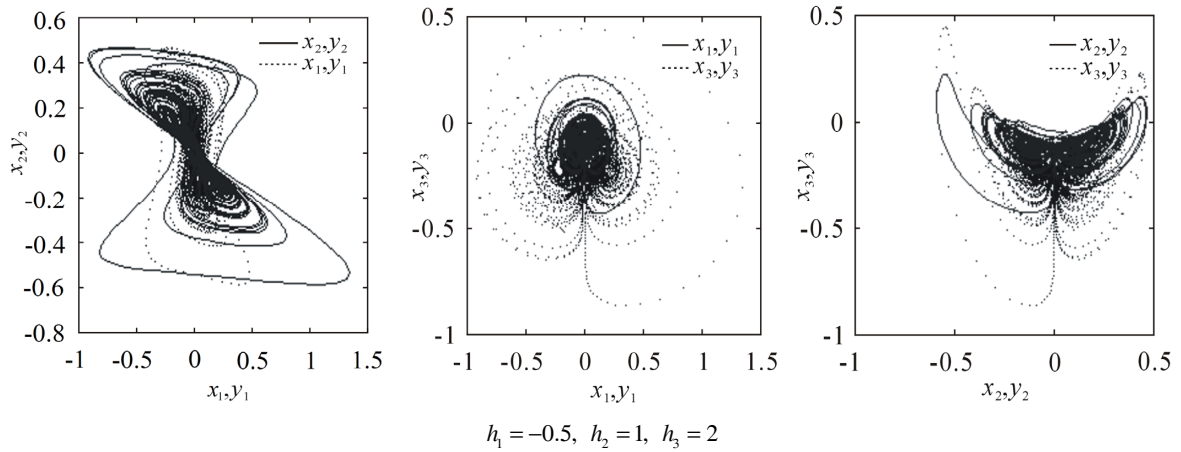 0.6
0.4
0.2
0
-0.2
-0.4
-0.6
-0.8
-1 -0.5 0 0.5 1 1.5
x₂,y₂
x₁,y₁
x₂,y₂
x₁,y₁
0.5
0
-0.5
-1
-1 -0.5 0 0.5 1 1.5
x₁,y₁
x₃,y₃
x₃,y₃
x₁,y₁
0.5
0
-0.5
-1
-1 -0.5 0 0.5
x₂,y₂
x₃,y₃
x₃,y₃
x₂,y₂
h₁ = −0.5, h₂ = 1, h₃ = 2